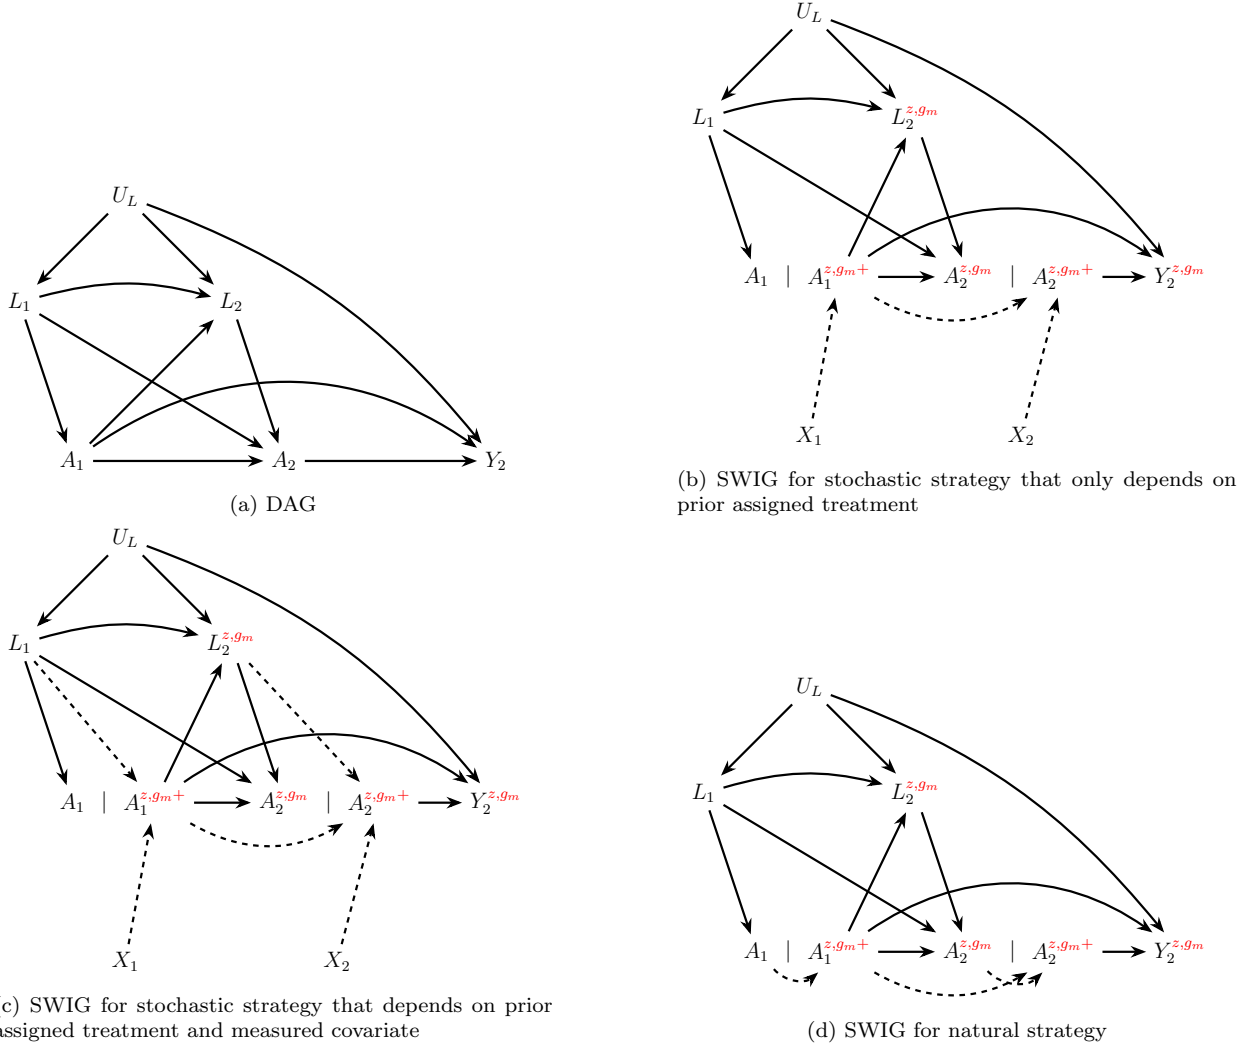 U_L
L_1
L_2
A_1
A_2
Y_2
(a) DAG
U_L
L_1
L_2^{z,g_m}
A_1 | A_1^{z,g_m+}
A_2^{z,g_m} | A_2^{z,g_m+}
Y_2^{z,g_m}
X_1
X_2
(b) SWIG for stochastic strategy that only depends on
prior assigned treatment
U_L
L_1
L_2^{z,g_m}
A_1 | A_1^{z,g_m+}
A_2^{z,g_m} | A_2^{z,g_m+}
Y_2^{z,g_m}
X_1
X_2
(c) SWIG for stochastic strategy that depends on prior
assigned treatment and measured covariate
U_L
L_1
L_2^{z,g_m}
A_1 | A_1^{z,g_m+}
A_2^{z,g_m} | A_2^{z,g_m+}
Y_2^{z,g_m}
(d) SWIG for natural strategy